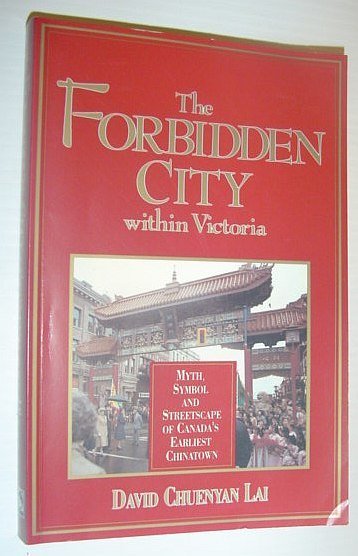 The
FORBIDDEN
CITY
within Victoria
MYTH,
SYMBOL
AND
STREETSCAPE
OF CANADA'S
EARLIEST
CHINATOWN
DAVID CHUENYAN LAI